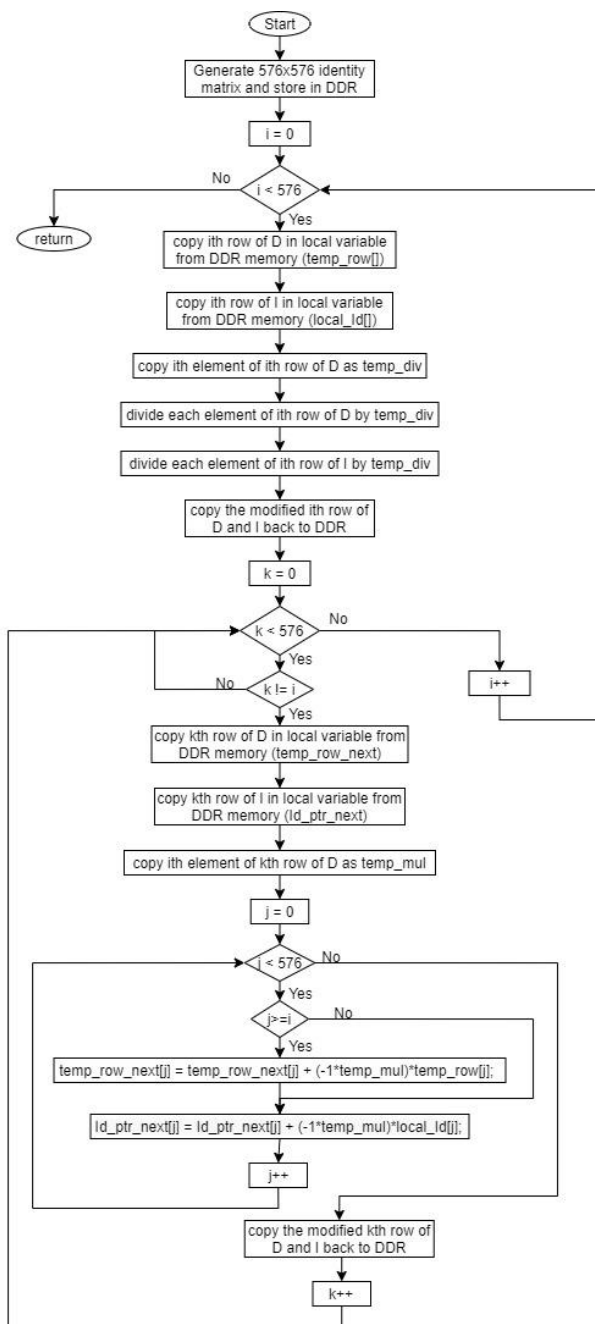 Start
Generate 576x576 identity
matrix and store in DDR
i = 0
No
i < 576
Yes
return
copy ith row of D in local variable
from DDR memory (temp_row[])
copy ith row of I in local variable
from DDR memory (local_Id[])
copy ith element of ith row of D as temp_div
divide each element of ith row of D by temp_div
divide each element of ith row of I by temp_div
copy the modified ith row of
D and I back to DDR
k = 0
No
k < 576
Yes
No
k != i
i++
Yes
copy kth row of D in local variable from
DDR memory (temp_row_next)
copy kth row of I in local variable from
DDR memory (Id_ptr_next)
copy ith element of kth row of D as temp_mul
j = 0
j < 576
No
Yes
j>=i
No
Yes
temp_row_next[j] = temp_row_next[j] + (-1*temp_mul)*temp_row[j];
Id_ptr_next[j] = Id_ptr_next[j] + (-1*temp_mul)*local_Id[j];
j++
copy the modified kth row of
D and I back to DDR
k++